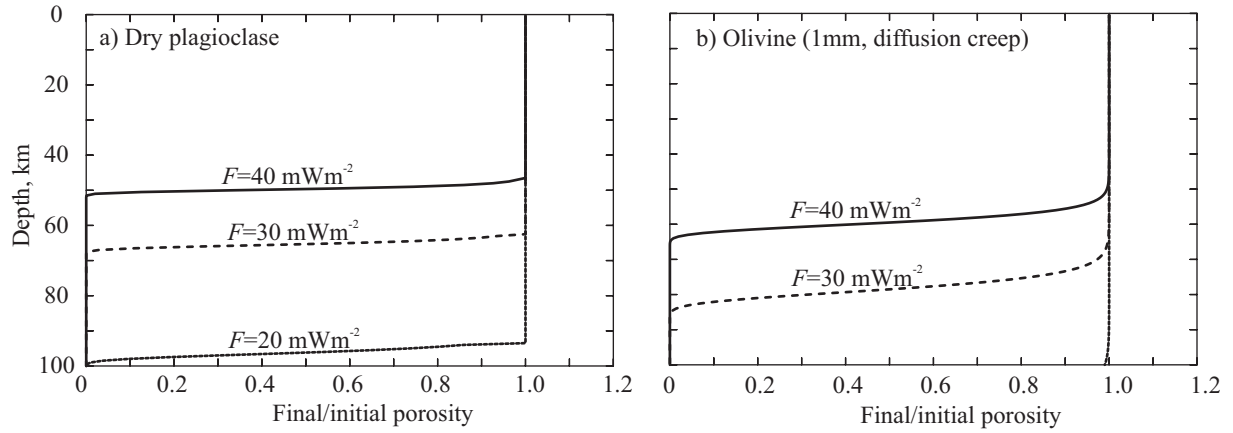 a) Dry plagioclase
Depth, km
0
20
40
60
80
100
F=40 mWm-2
F=30 mWm-2
F=20 mWm-2
0 0.2 0.4 0.6 0.8 1.0 1.2
Final/initial porosity
b) Olivine (1mm, diffusion creep)
F=40 mWm-2
F=30 mWm-2
0 0.2 0.4 0.6 0.8 1.0 1.2
Final/initial porosity